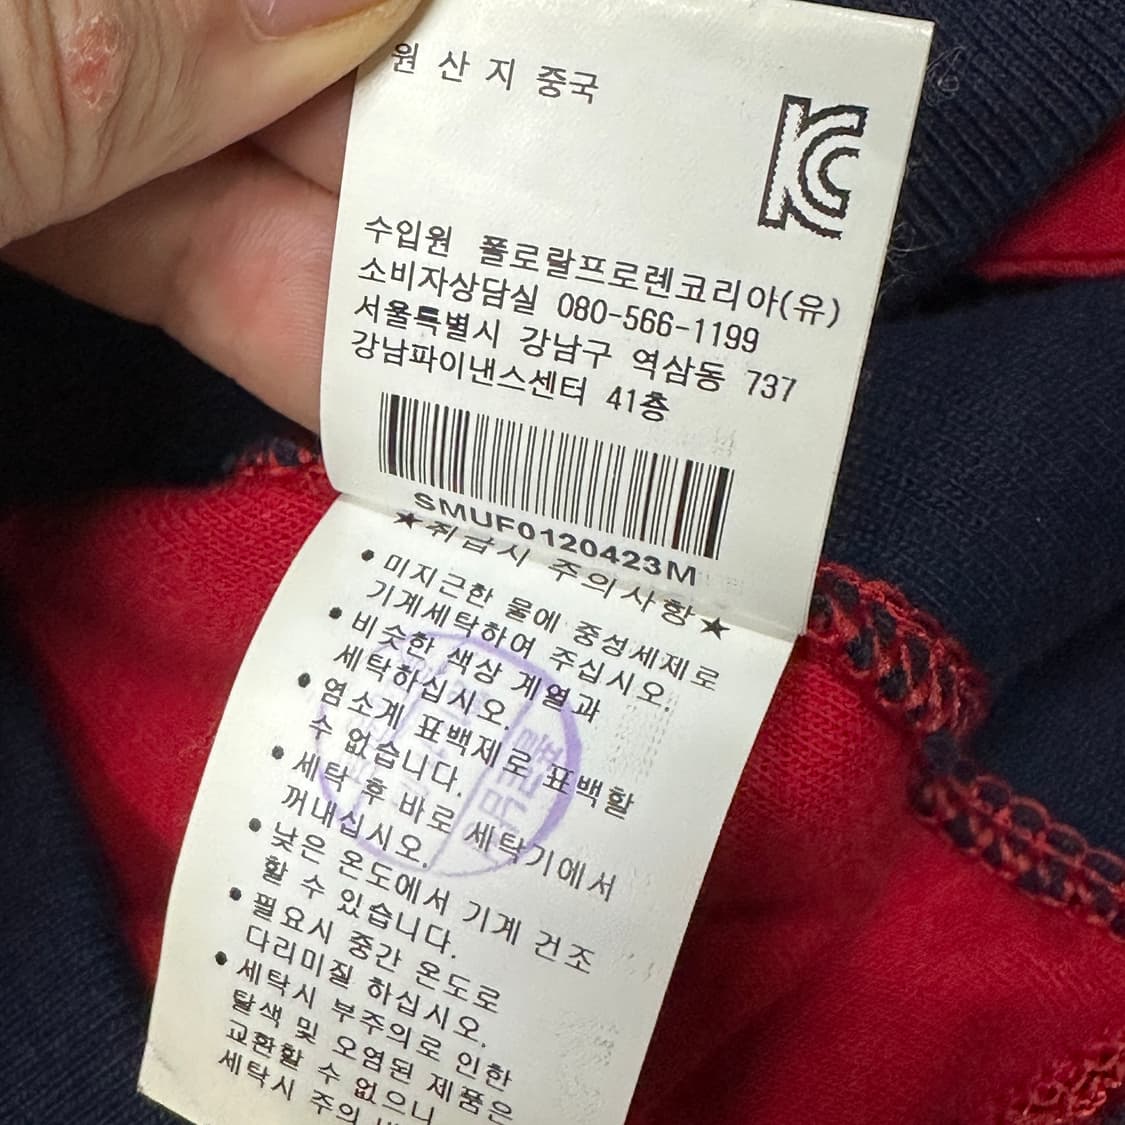 원 산 지 중국
KC
수입원 폴로랄프로렌코리아(유)
소비자상담실 080-566-1199
서울특별시 강남구 역삼동 737
강남파이낸스센터 41층
SMUF0120423M
★취급시 주의사항★
• 미지근한 물에 중성세제로
기계세탁하여 주십시오.
• 비슷한 색상 계열과
세탁하십시오.
• 염소계 표백제로 표백할
수 없습니다.
• 세탁 후 바로 세탁기에서
꺼내십시오.
• 낮은 온도에서 기계 건조
할 수 있습니다.
• 필요시 중간 온도로
다리미질 하십시오.
• 세탁시 부주의로 인한
탈색 및 오염된 제품은
교환할 수 없으니
세탁시 주의